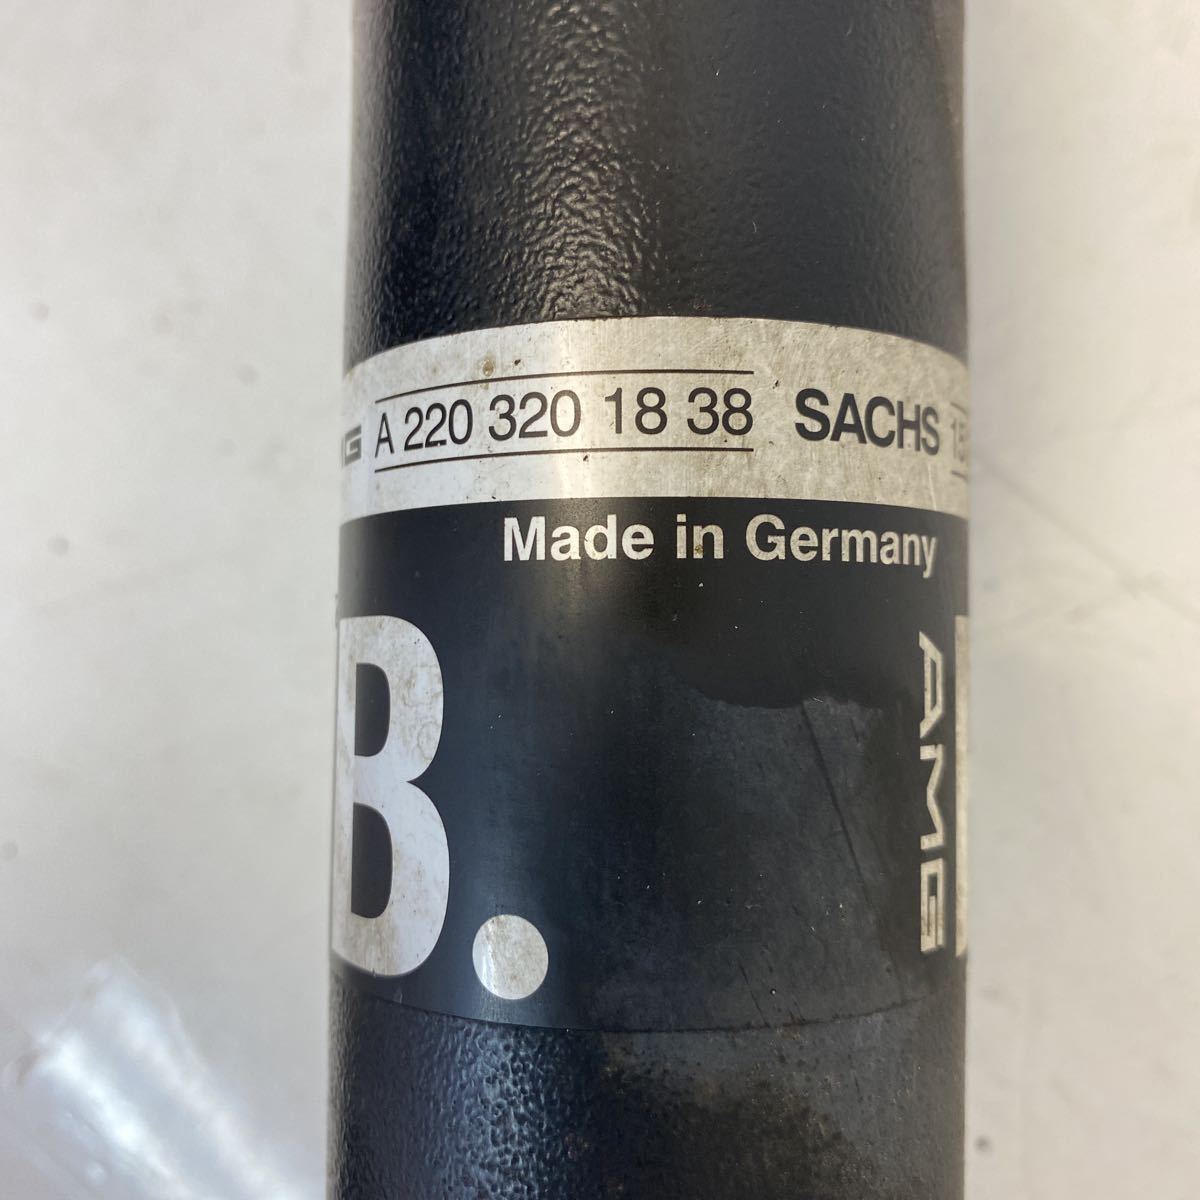 A 220 320 18 38 SACHS
Made in Germany
B.
AMG